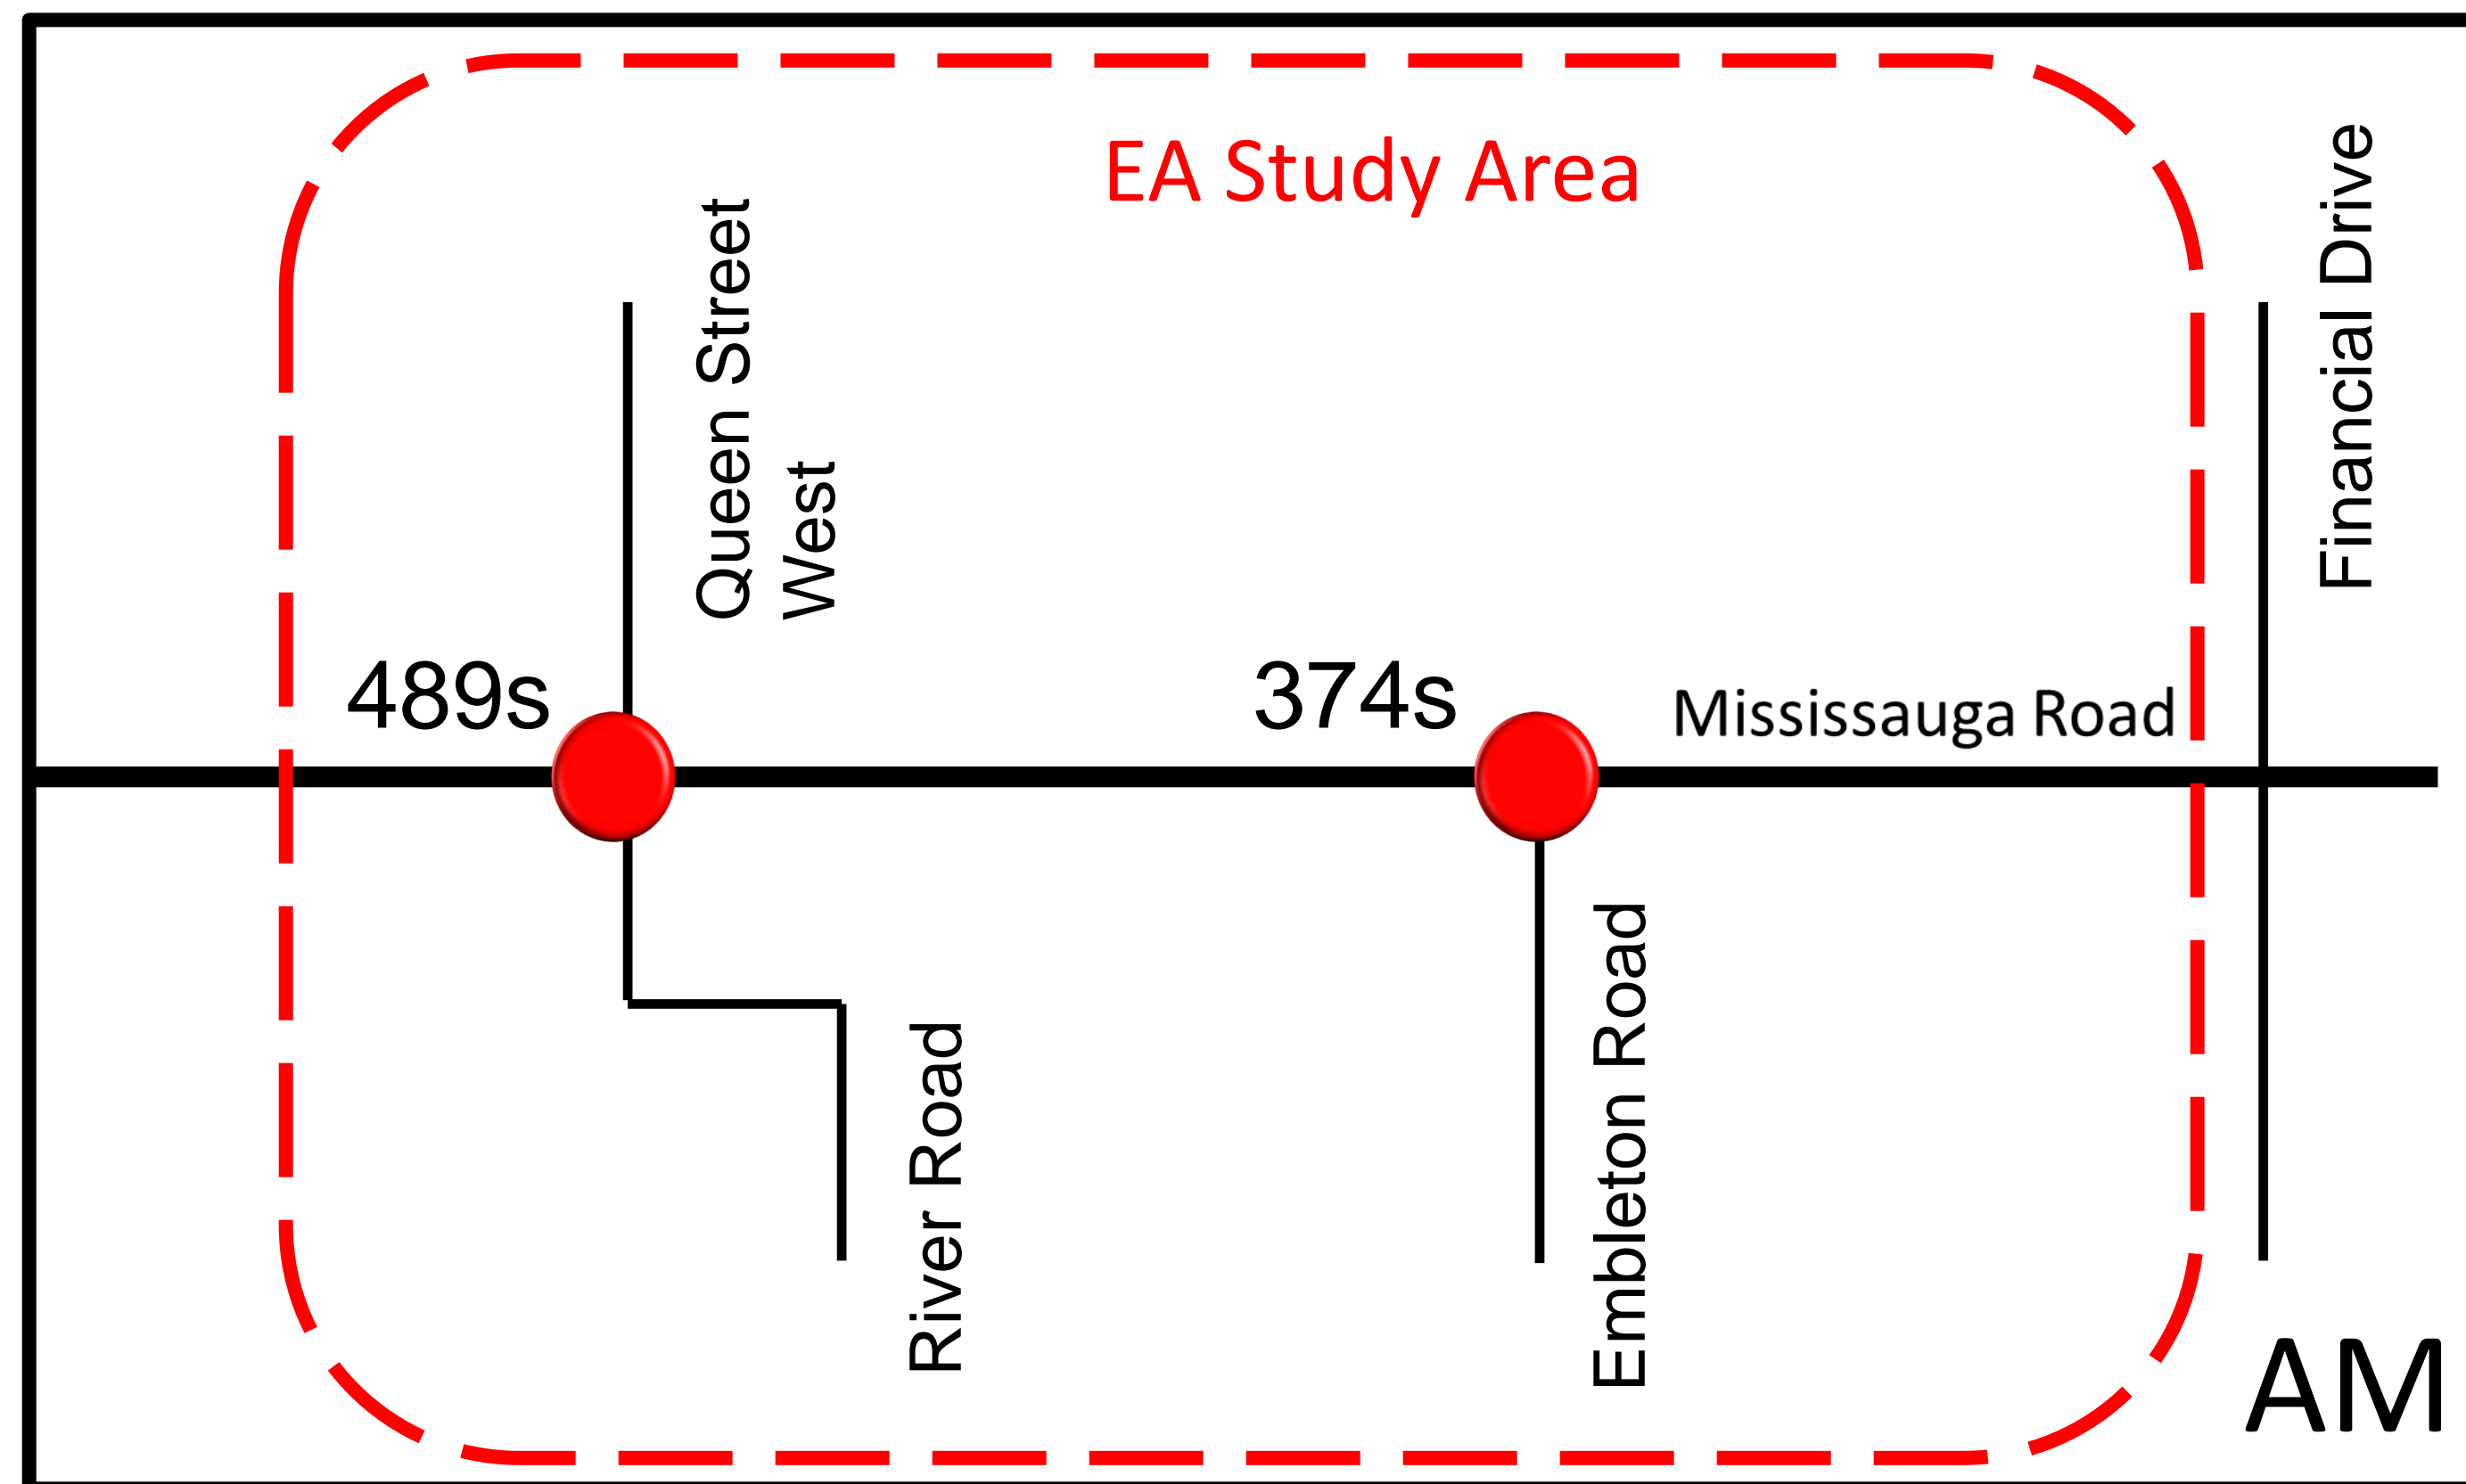 EA Study Area
Queen Street
West
Financial Drive
489s
374s
Mississauga Road
River Road
Embleton Road
AM